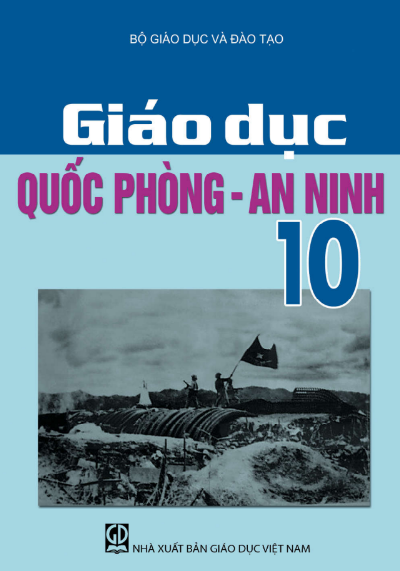 BỘ GIÁO DỤC VÀ ĐÀO TẠO
Giáo dục
QUỐC PHÒNG - AN NINH
10
GD
NHÀ XUẤT BẢN GIÁO DỤC VIỆT NAM